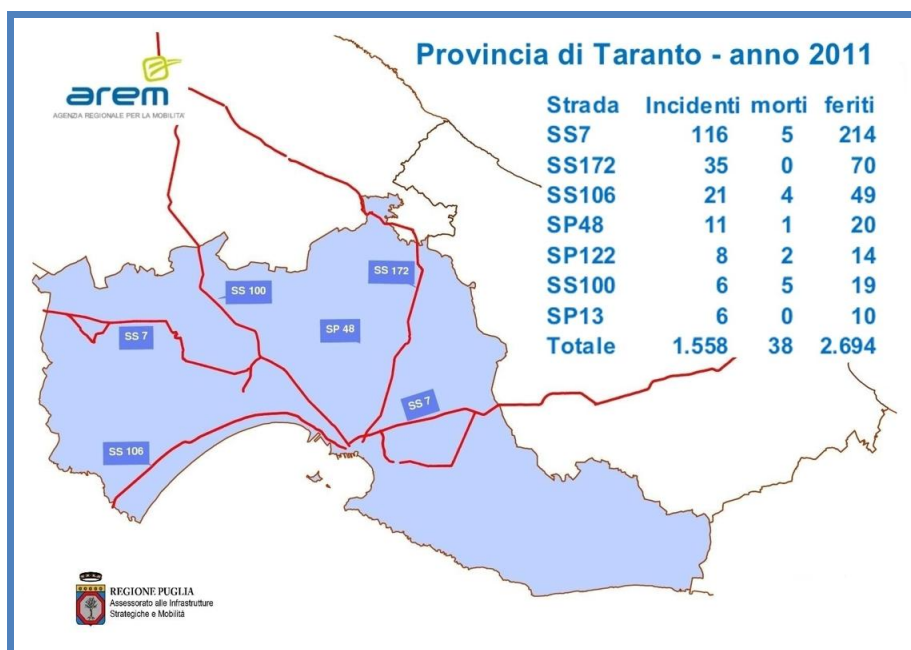 Provincia di Taranto - anno 2011
arem
AGENZIA REGIONALE PER LA MOBILITA'
Strada Incidenti morti feriti
SS7 116 5 214
SS172 35 0 70
SS106 21 4 49
SP48 11 1 20
SP122 8 2 14
SS100 6 5 19
SP13 6 0 10
Totale 1.558 38 2.694
SS 172
SS 100
SP 48
SS 7
SS 7
SS 106
REGIONE PUGLIA
Assessorato alle Infrastrutture
Strategiche e Mobilità